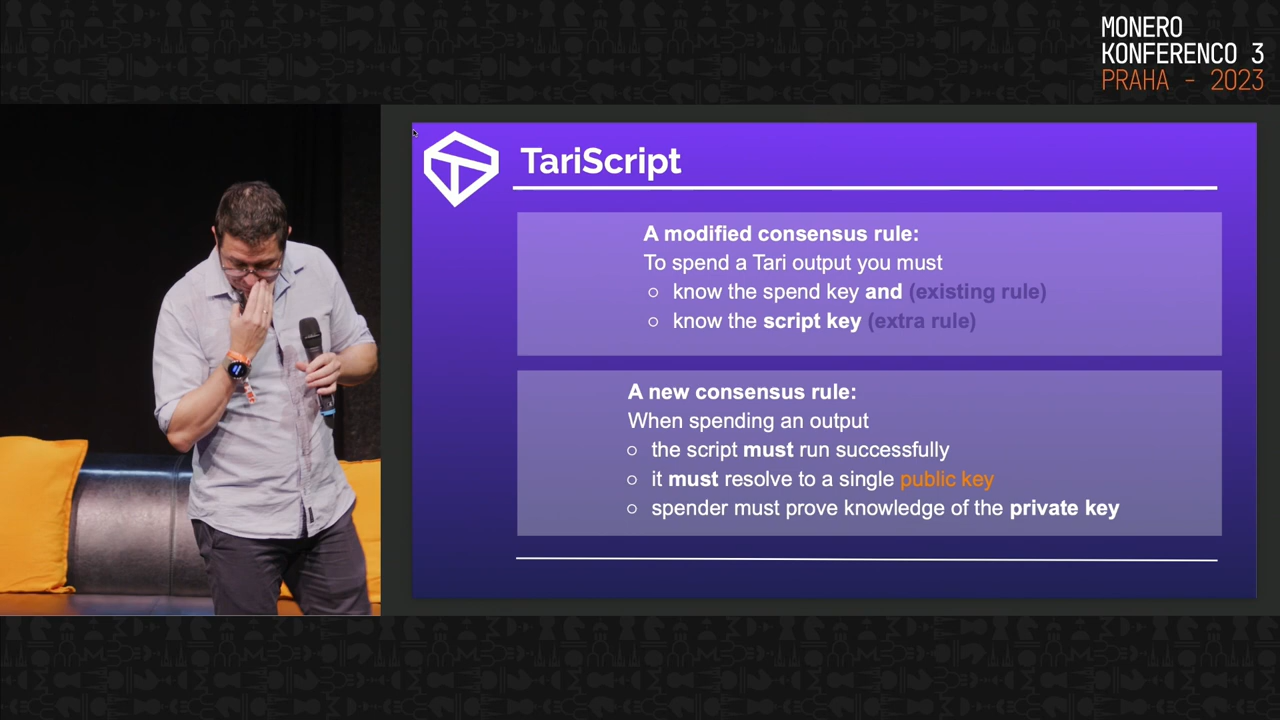 MONERO
KONFERENCO 3
PRAHA - 2023
TariScript
A modified consensus rule:
To spend a Tari output you must
○ know the spend key and (existing rule)
○ know the script key (extra rule)
A new consensus rule:
When spending an output
○ the script must run successfully
○ it must resolve to a single public key
○ spender must prove knowledge of the private key